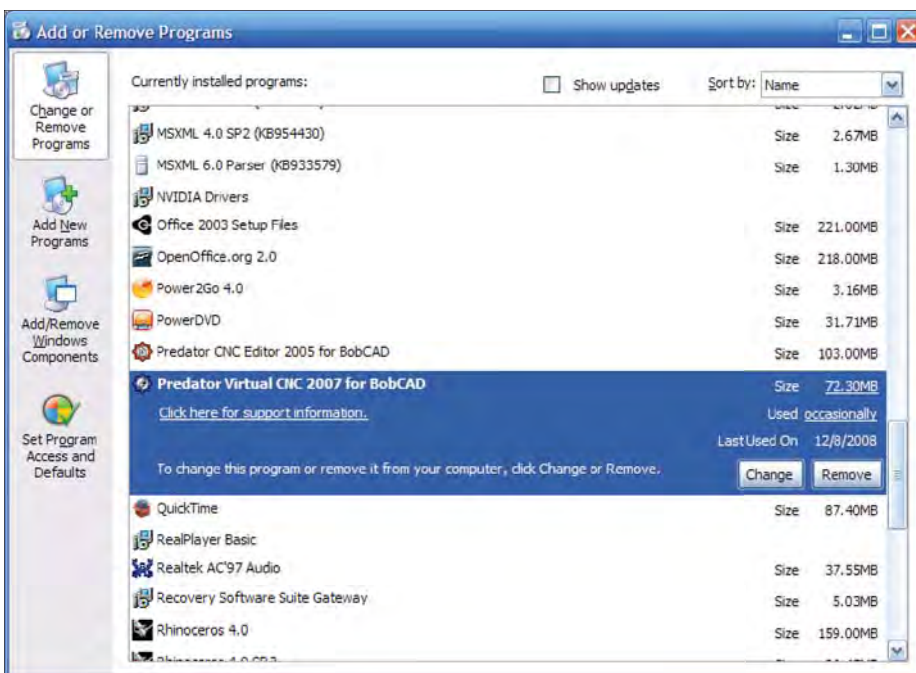 Add or Remove Programs
Change or
Remove
Programs
Add New
Programs
Add/Remove
Windows
Components
Set Program
Access and
Defaults
Currently installed programs:
Show updates
Sort by: Name
MSXML 4.0 SP2 (KB954430) Size 2.67MB
MSXML 6.0 Parser (KB933579) Size 1.30MB
NVIDIA Drivers
Office 2003 Setup Files Size 221.00MB
OpenOffice.org 2.0 Size 218.00MB
Power2Go 4.0 Size 3.16MB
PowerDVD Size 31.71MB
Predator CNC Editor 2005 for BobCAD Size 103.00MB
Predator Virtual CNC 2007 for BobCAD Size 72.30MB
Click here for support information. Used occasionally
Last Used On 12/8/2008
To change this program or remove it from your computer, click Change or Remove. Change Remove
QuickTime Size 87.40MB
RealPlayer Basic
Realtek AC'97 Audio Size 37.55MB
Recovery Software Suite Gateway Size 5.03MB
Rhinoceros 4.0 Size 159.00MB